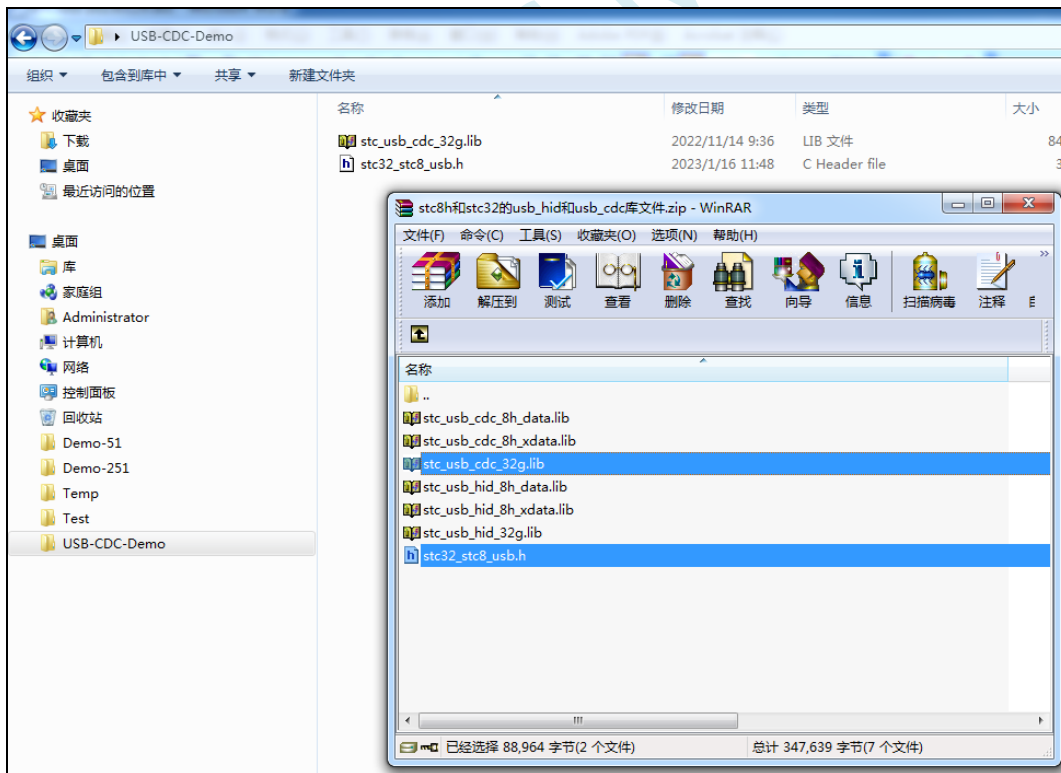 USB-CDC-Demo
组织 包含到库中 共享 新建文件夹
收藏夹
下载
桌面
最近访问的位置
桌面
库
家庭组
Administrator
计算机
网络
控制面板
回收站
Demo-51
Demo-251
Temp
Test
USB-CDC-Demo
名称 修改日期 类型 大小
stc_usb_cdc_32g.lib 2022/11/14 9:36 LIB 文件 84
stc32_stc8_usb.h 2023/1/16 11:48 C Header file 3
stc8h和stc32的usb_hid和usb_cdc库文件.zip - WinRAR
文件(F) 命令(C) 工具(S) 收藏夹(O) 选项(N) 帮助(H)
添加 解压到 测试 查看 删除 查找 向导 信息 扫描病毒 注释
名称
..
stc_usb_cdc_8h_data.lib
stc_usb_cdc_8h_xdata.lib
stc_usb_cdc_32g.lib
stc_usb_hid_8h_data.lib
stc_usb_hid_8h_xdata.lib
stc_usb_hid_32g.lib
stc32_stc8_usb.h
已经选择 88,964 字节(2 个文件) 总计 347,639 字节(7 个文件)